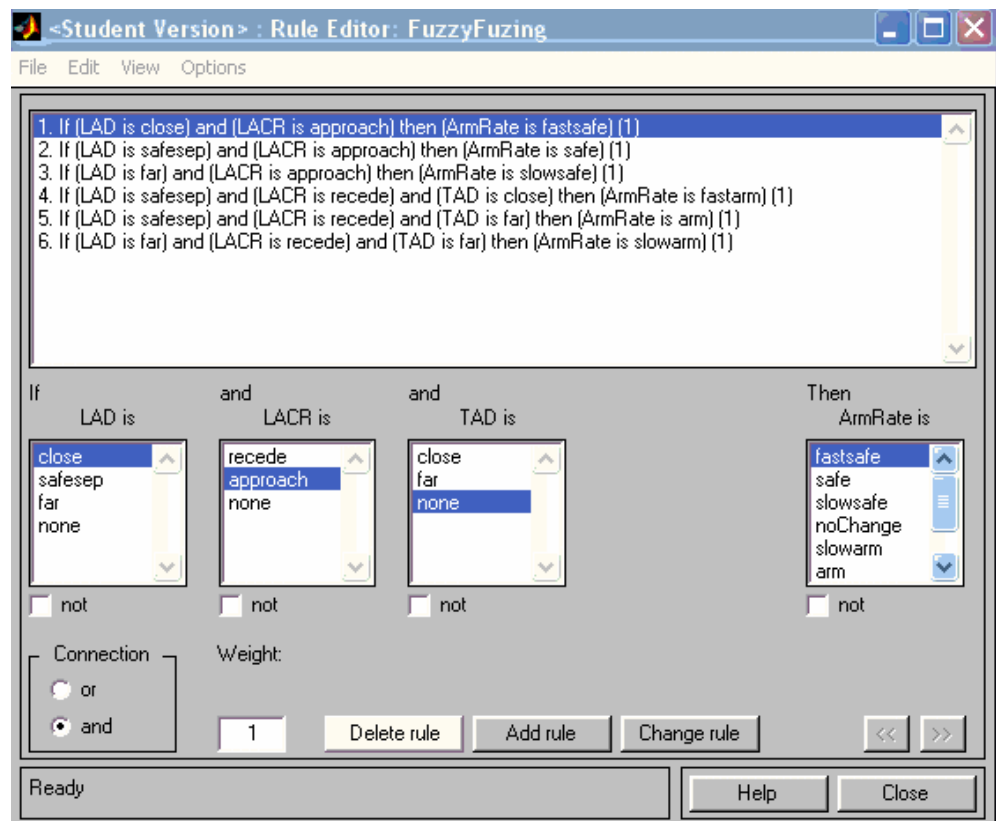 <Student Version> : Rule Editor: FuzzyFuzing
File Edit View Options
1. If (LAD is close) and (LACR is approach) then (ArmRate is fastsafe) (1)
2. If (LAD is safesep) and (LACR is approach) then (ArmRate is safe) (1)
3. If (LAD is far) and (LACR is approach) then (ArmRate is slowsafe) (1)
4. If (LAD is safesep) and (LACR is recede) and (TAD is close) then (ArmRate is fastarm) (1)
5. If (LAD is safesep) and (LACR is recede) and (TAD is far) then (ArmRate is arm) (1)
6. If (LAD is far) and (LACR is recede) and (TAD is far) then (ArmRate is slowarm) (1)
If and and Then
LAD is LACR is TAD is ArmRate is
close recede close fastsafe
safesep approach far safe
far none none slowsafe
none noChange
slowarm
arm
not not not not
Connection Weight:
or
and 1 Delete rule Add rule Change rule << >>
Ready Help Close